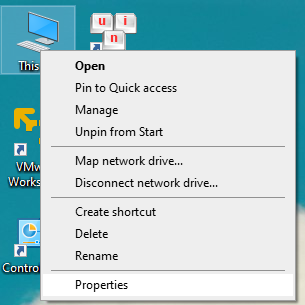 u i
n
This
Open
Pin to Quick access
Manage
Unpin from Start
Map network drive...
Disconnect network drive...
Create shortcut
Delete
Rename
Properties
VMw
Works
Contro